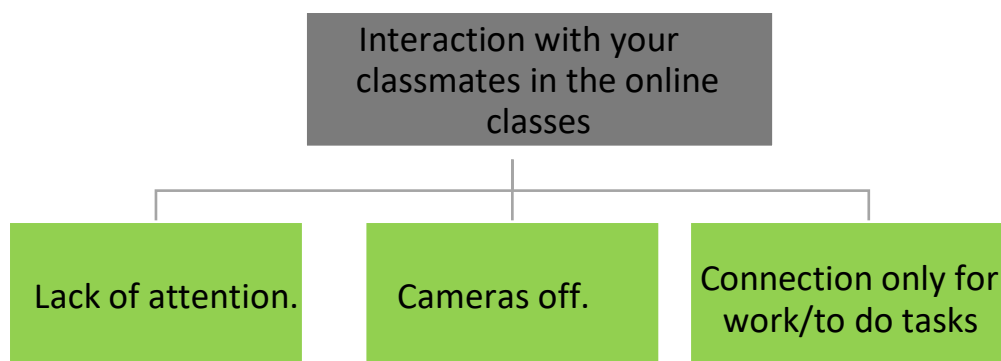 Interaction with your
classmates in the online
classes
Lack of attention.
Cameras off.
Connection only for
work/to do tasks